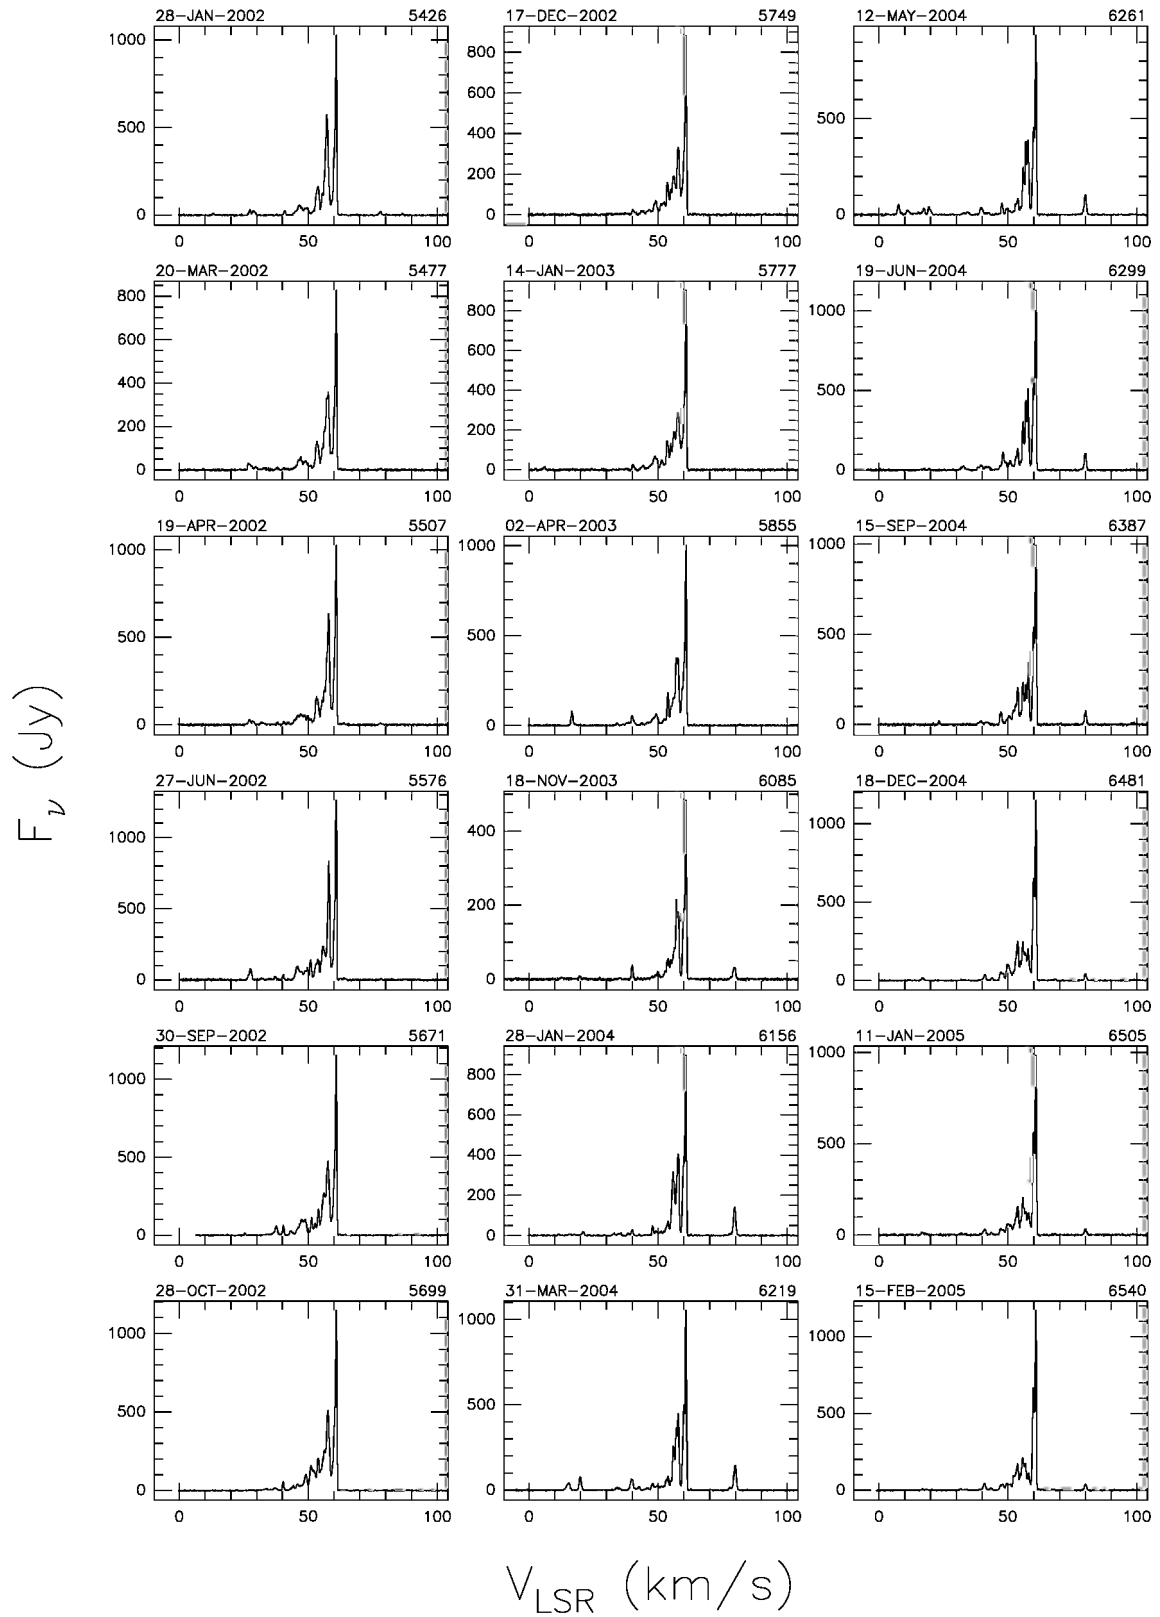 28-JAN-2002 5426 17-DEC-2002 5749 12-MAY-2004 6261
1000 500 0
800 600 400 200 0
500 0
0 50 100 0 50 100 0 50 100
20-MAR-2002 5477 14-JAN-2003 5777 19-JUN-2004 6299
800 600 400 200 0
800 600 400 200 0
1000 500 0
0 50 100 0 50 100 0 50 100
19-APR-2002 5507 02-APR-2003 5855 15-SEP-2004 6387
1000 500 0
1000 500 0
1000 500 0
0 50 100 0 50 100 0 50 100
27-JUN-2002 5576 18-NOV-2003 6085 18-DEC-2004 6481
1000 500 0
400 200 0
1000 500 0
0 50 100 0 50 100 0 50 100
30-SEP-2002 5671 28-JAN-2004 6156 11-JAN-2005 6505
1000 500 0
800 600 400 200 0
1000 500 0
0 50 100 0 50 100 0 50 100
28-OCT-2002 5699 31-MAR-2004 6219 15-FEB-2005 6540
1000 500 0
1000 500 0
1000 500 0
0 50 100 0 50 100 0 50 100
Fν (Jy)
VLSR (km/s)